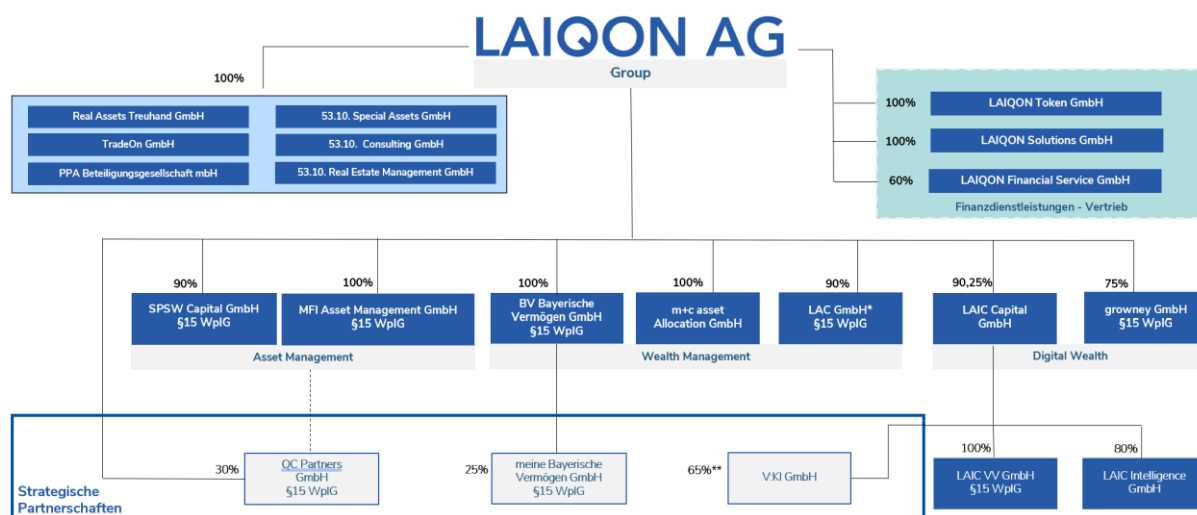 LAIQON AG
Group
100%
Real Assets Treuhand GmbH
53.10. Special Assets GmbH
TradeOn GmbH
53.10. Consulting GmbH
PPA Beteiligungsgesellschaft mbH
53.10. Real Estate Management GmbH
100%
LAIQON Token GmbH
100%
LAIQON Solutions GmbH
60%
LAIQON Financial Service GmbH
Finanzdienstleistungen - Vertrieb
90%
SPSW Capital GmbH
§15 WpIG
100%
MFI Asset Management GmbH
§15 WpIG
Asset Management
100%
BV Bayerische
Vermögen GmbH
§15 WpIG
100%
m+c asset
Allocation GmbH
90%
LAC GmbH*
§15 WpIG
Wealth Management
90,25%
LAIC Capital
GmbH
75%
growney GmbH
§15 WpIG
Digital Wealth
Strategische
Partnerschaften
30%
QC Partners
GmbH
§15 WpIG
25%
meine Bayerische
Vermögen GmbH
§15 WpIG
65%**
V:KI GmbH
100%
LAIC VV GmbH
§15 WpIG
80%
LAIC Intelligence
GmbH